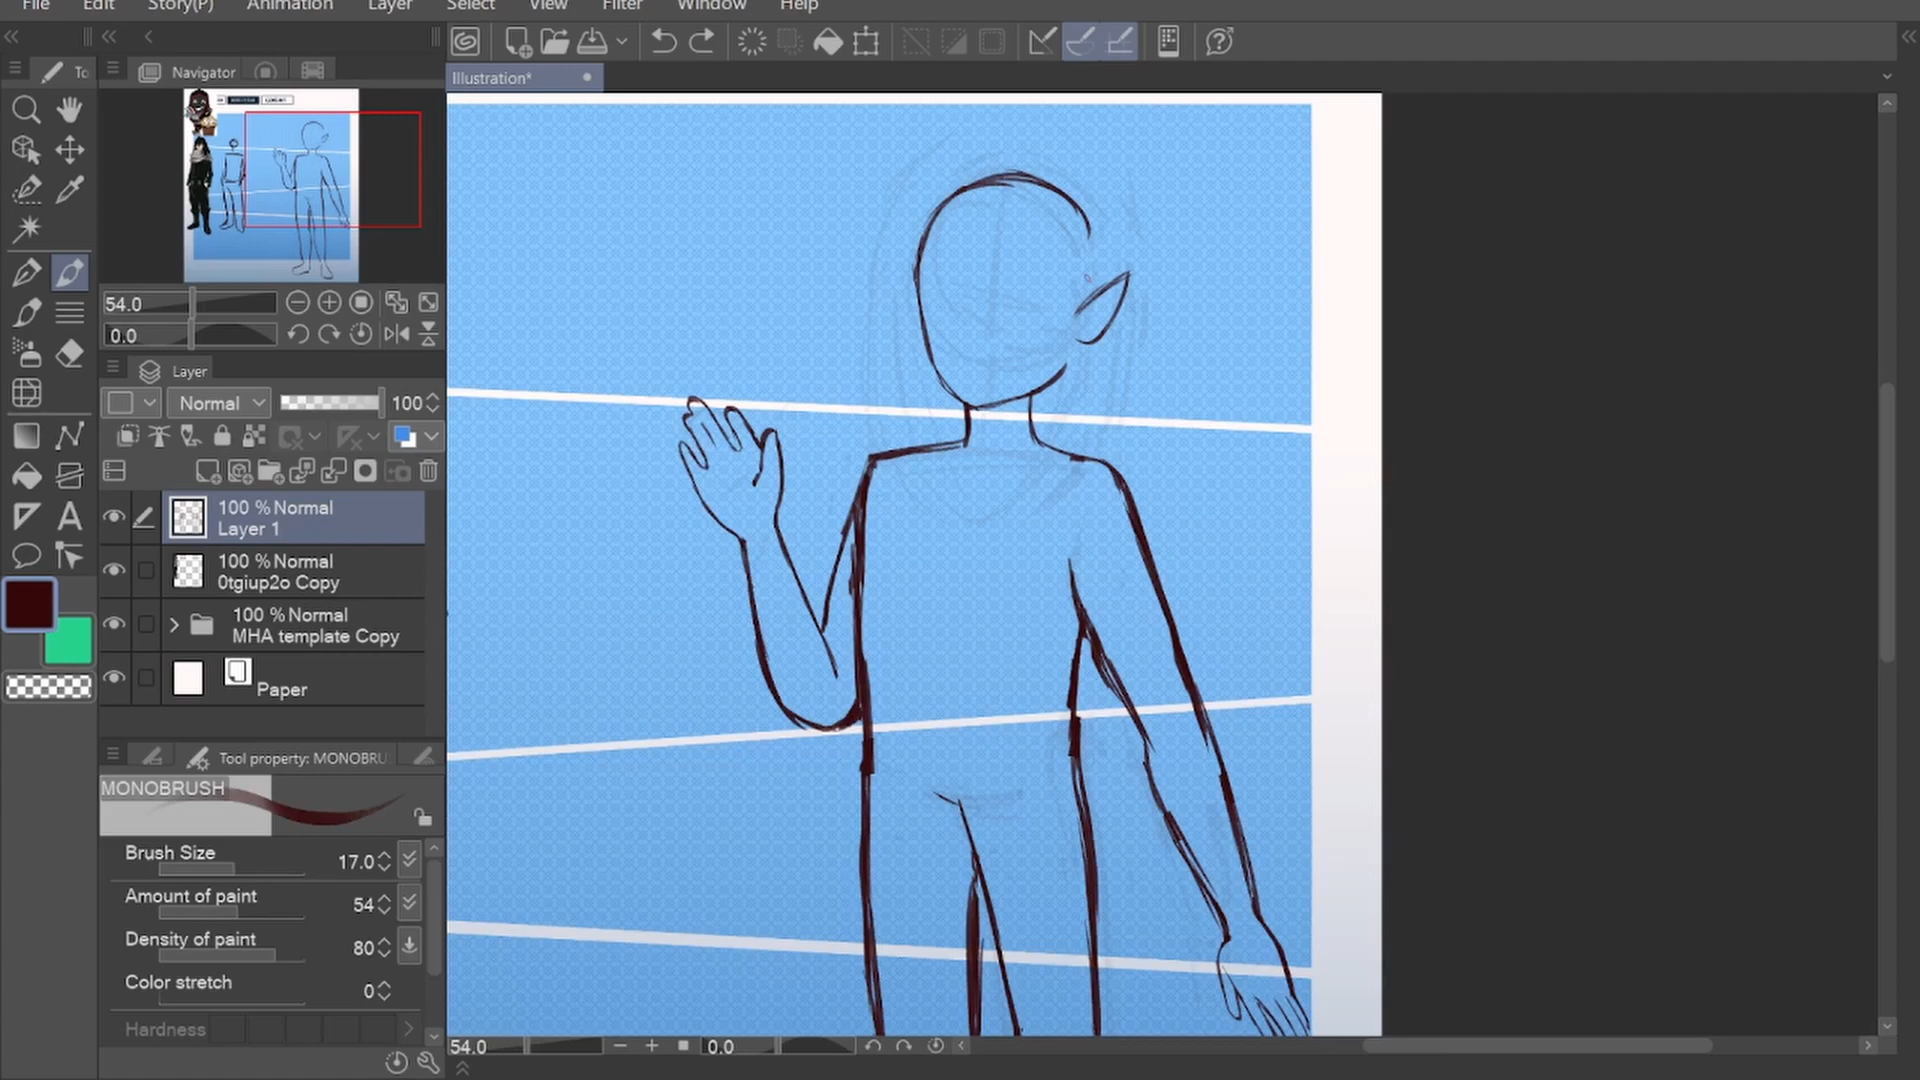 File Edit Story(P) Animation Layer Select View Filter Window Help
To
Navigator
Illustration*
54.0
0.0
Layer
Normal 100
100 % Normal
Layer 1
100 % Normal
0tgiup2o Copy
100 % Normal
MHA template Copy
Paper
Tool property: MONOBRU
MONOBRUSH
Brush Size 17.0
Amount of paint 54
Density of paint 80
Color stretch 0
Hardness
54.0 0.0